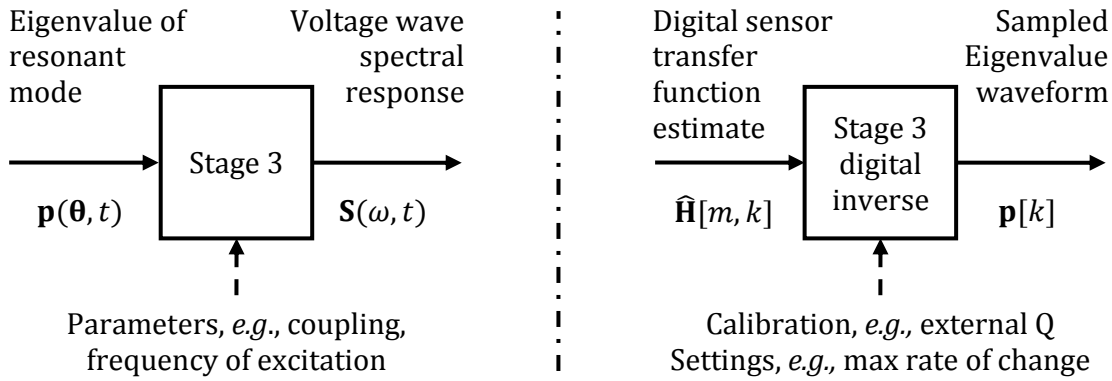 Eigenvalue of
resonant
mode
Voltage wave
spectral
response
Stage 3
𝐩(𝛉, t)
𝐒(ω, t)
Parameters, e.g., coupling,
frequency of excitation
Digital sensor
transfer
function
estimate
Sampled
Eigenvalue
waveform
Stage 3
digital
inverse
𝐇̂[m, k]
𝐩[k]
Calibration, e.g., external Q
Settings, e.g., max rate of change